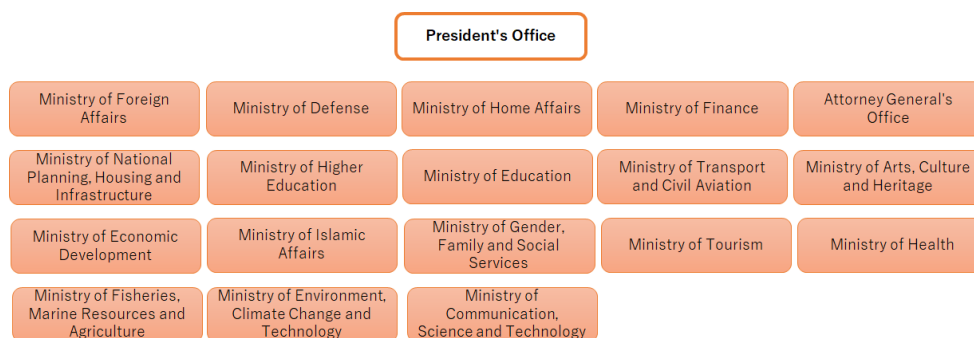 President's Office
Ministry of Foreign
Affairs
Ministry of Defense
Ministry of Home Affairs
Ministry of Finance
Attorney General's
Office
Ministry of National
Planning, Housing and
Infrastructure
Ministry of Higher
Education
Ministry of Education
Ministry of Transport
and Civil Aviation
Ministry of Arts, Culture
and Heritage
Ministry of Economic
Development
Ministry of Islamic
Affairs
Ministry of Gender,
Family and Social
Services
Ministry of Tourism
Ministry of Health
Ministry of Fisheries,
Marine Resources and
Agriculture
Ministry of Environment,
Climate Change and
Technology
Ministry of
Communication,
Science and Technology